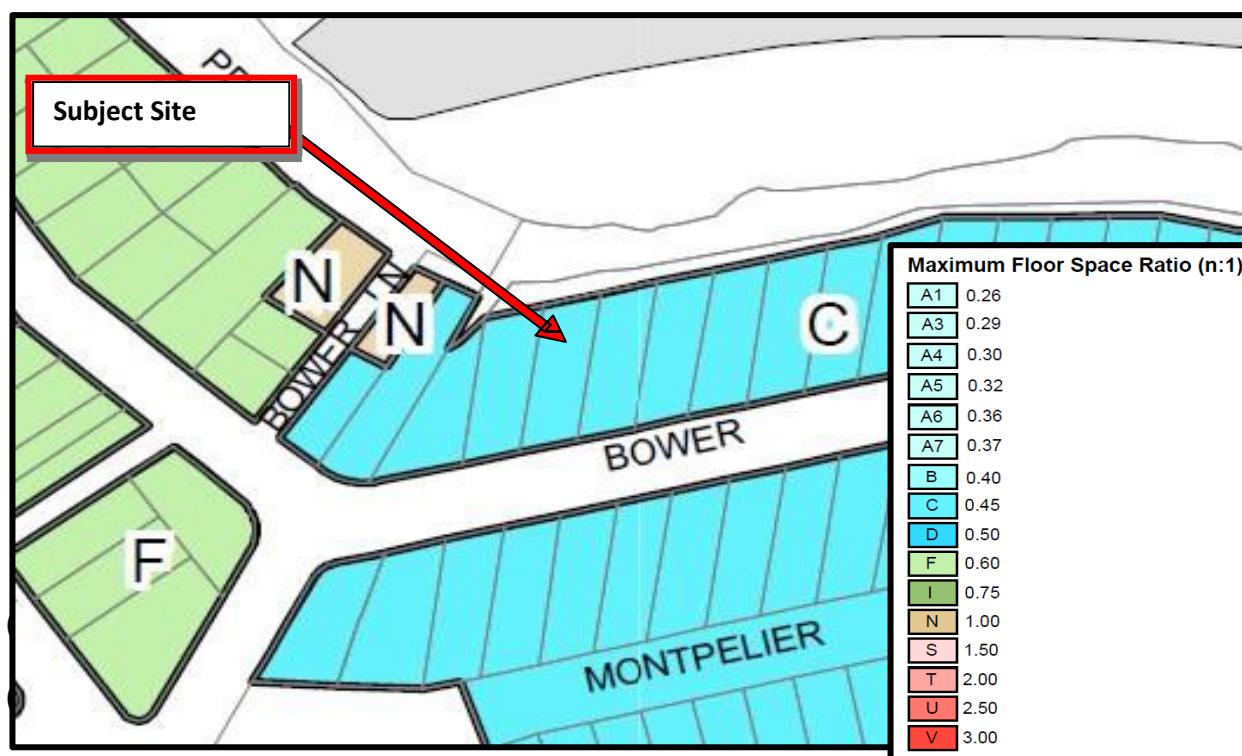 Subject Site
N
N
C
BOWER LN
BOWER
F
MONTPELIER
Maximum Floor Space Ratio (n:1)
A1 0.26
A3 0.29
A4 0.30
A5 0.32
A6 0.36
A7 0.37
B 0.40
C 0.45
D 0.50
F 0.60
I 0.75
N 1.00
S 1.50
T 2.00
U 2.50
V 3.00